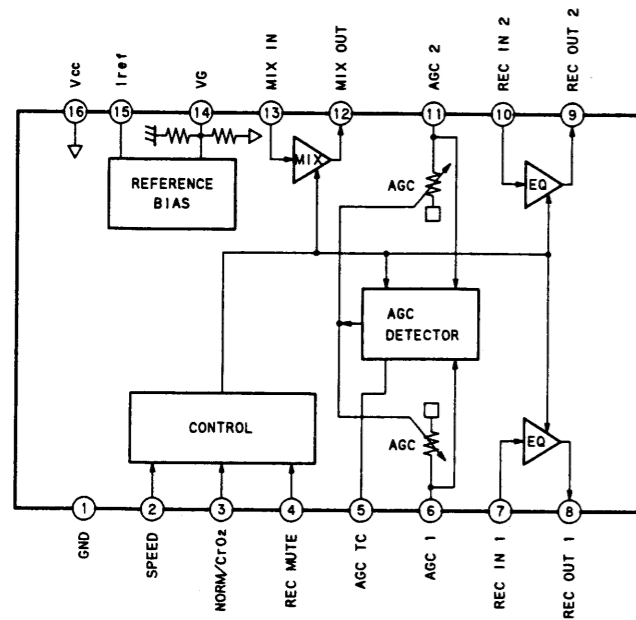 Vcc
Iref
VG
MIX IN
MIX OUT
AGC 2
REC IN 2
REC OUT 2
16
15
14
13
12
11
10
9
MIX
REFERENCE
BIAS
AGC
EQ
AGC
DETECTOR
CONTROL
AGC
EQ
1
2
3
4
5
6
7
8
GND
SPEED
NORM/CrO2
REC MUTE
AGC TC
AGC 1
REC IN 1
REC OUT 1